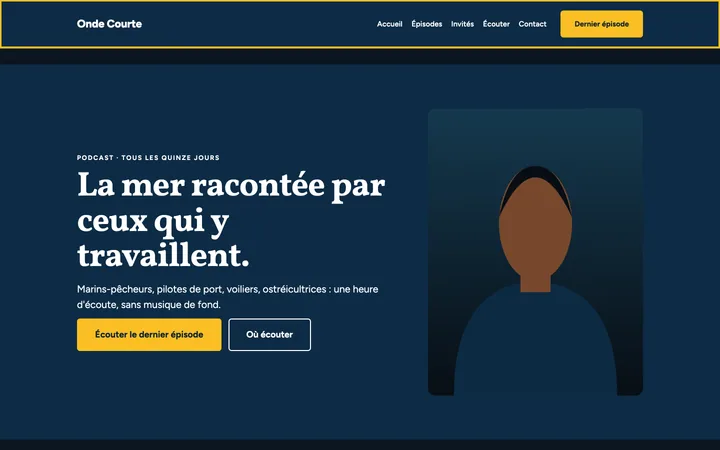 Onde Courte
Accueil Épisodes Invités Écouter Contact Dernier épisode
PODCAST · TOUS LES QUINZE JOURS
La mer racontée par
ceux qui y
travaillent.
Marins-pêcheurs, pilotes de port, voiliers, ostréicultrices : une heure
d'écoute, sans musique de fond.
Écouter le dernier épisode Où écouter